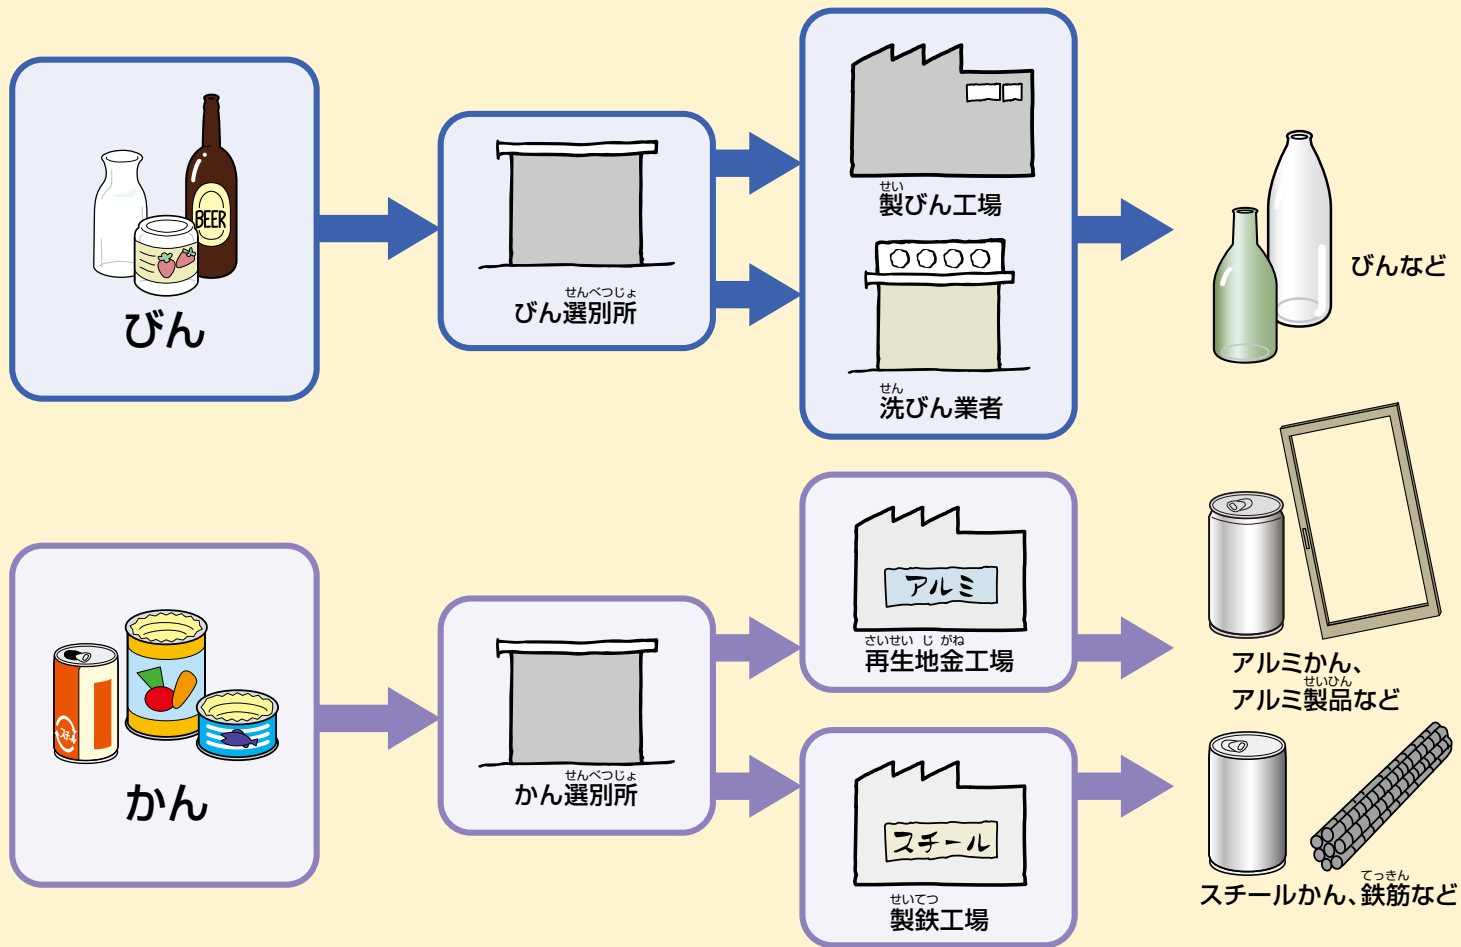 BEER
びん
せんべつじょ
びん選別所
せい
製びん工場
せん
洗びん業者
びんなど
かん
せんべつじょ
かん選別所
アルミ
さいせい じ がね
再生地金工場
アルミかん、
せいひん
アルミ製品など
スチール
せいてつ
製鉄工場
てっきん
スチールかん、鉄筋など